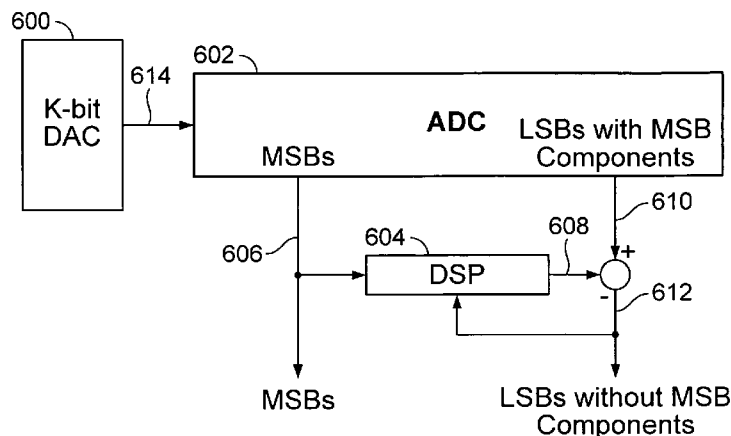 600
K-bit
DAC
614
602
ADC
MSBs
LSBs with MSB
Components
606
604
DSP
608
610
+
-
612
MSBs
LSBs without MSB
Components